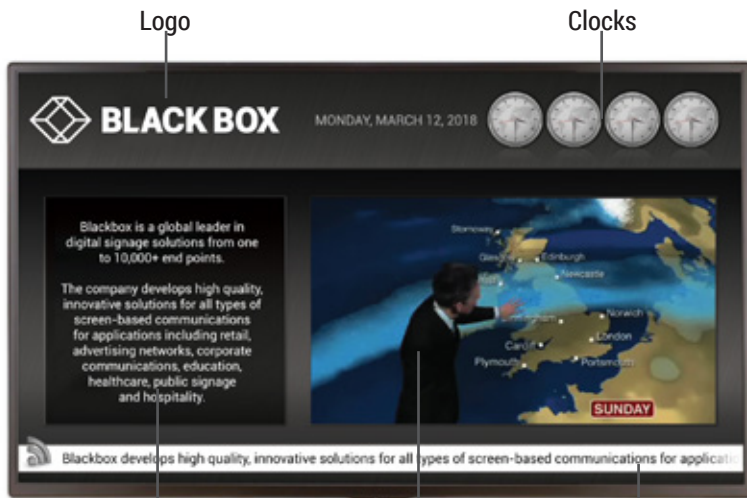 Logo
Clocks
BLACK BOX
MONDAY, MARCH 12, 2018
Blackbox is a global leader in
digital signage solutions from one
to 10,000+ end points.
The company develops high quality,
innovative solutions for all types of
screen-based communications
for applications including retail,
advertising networks, corporate
communications, education,
healthcare, public signage
and hospitality.
Stornoway
Edinburgh
Newcastle
Norwich
London
Cardiff
Portsmouth
Plymouth
SUNDAY
Blackbox develops high quality, innovative solutions for all types of screen-based communications for